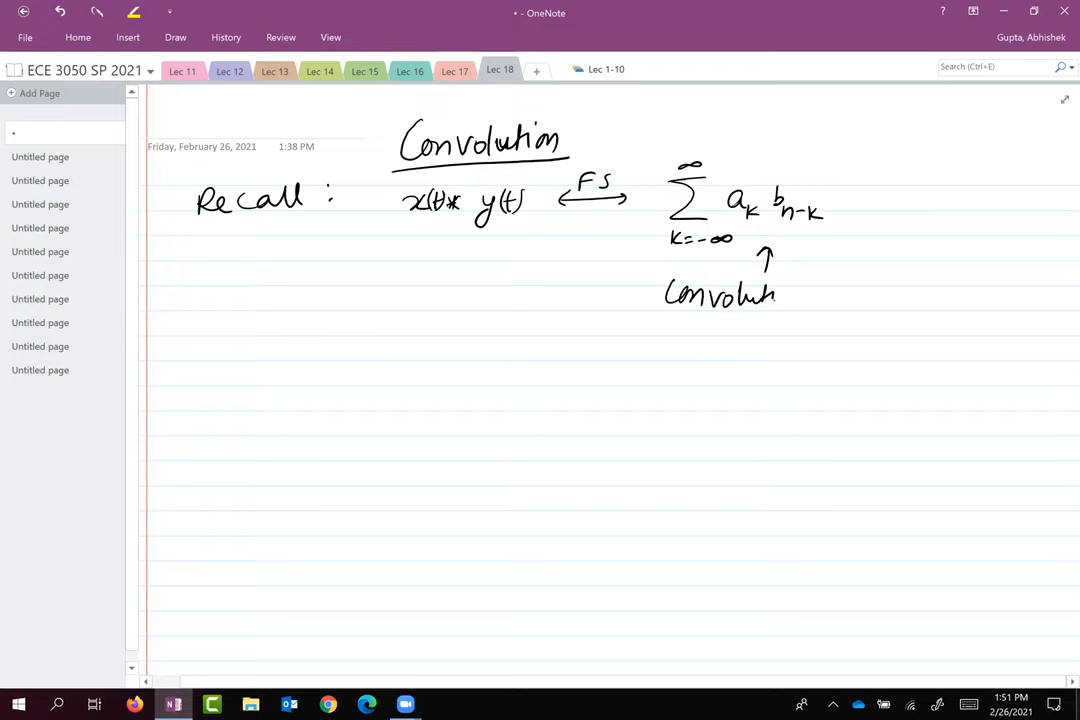 • - OneNote
File Home Insert Draw History Review View
Gupta, Abhishek
ECE 3050 SP 2021
Lec 11 Lec 12 Lec 13 Lec 14 Lec 15 Lec 16 Lec 17 Lec 18 + Lec 1-10
Search (Ctrl+E)
Add Page
Untitled page
Untitled page
Untitled page
Untitled page
Untitled page
Untitled page
Untitled page
Untitled page
Untitled page
Untitled page
Friday, February 26, 2021 1:38 PM
Convolution
Recall : x(t)* y(t) ⟷ FS ∑ k=-∞ ∞ a_k b_n-k
↑
Convoluti
1:51 PM
2/26/2021